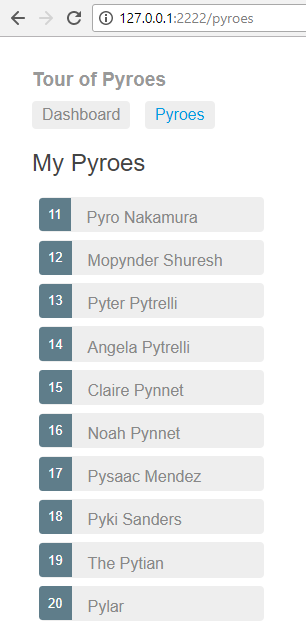 127.0.0.1:2222/pyroes
Tour of Pyroes
Dashboard Pyroes
My Pyroes
11 Pyro Nakamura
12 Mopynder Shuresh
13 Pyter Pytrelli
14 Angela Pytrelli
15 Claire Pynnet
16 Noah Pynnet
17 Pysaac Mendez
18 Pyki Sanders
19 The Pytian
20 Pylar